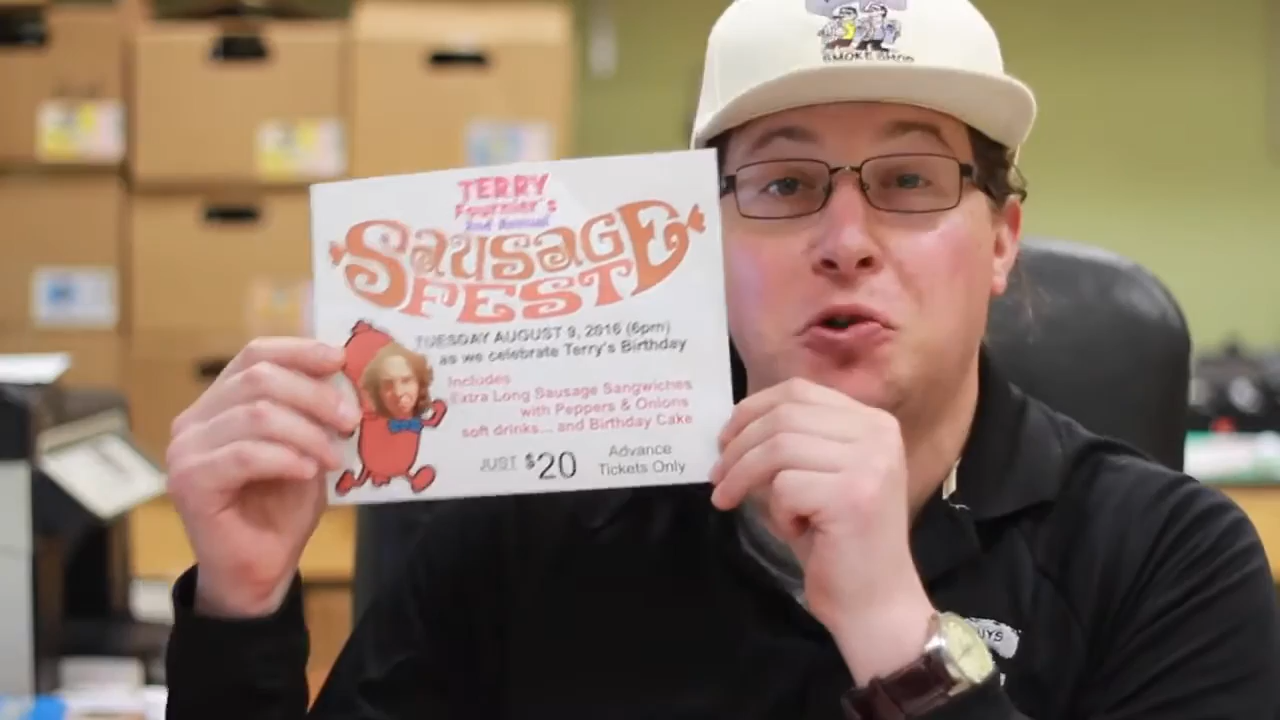 SMOKE SHOP
TERRY
Fournier's
2nd Annual
SAUSAGE
FEST
TUESDAY AUGUST 9, 2016 (6pm)
as we celebrate Terry's Birthday
Includes
Extra Long Sausage Sangwiches
with Peppers & Onions
soft drinks... and Birthday Cake
JUST $20
Advance
Tickets Only
UYS